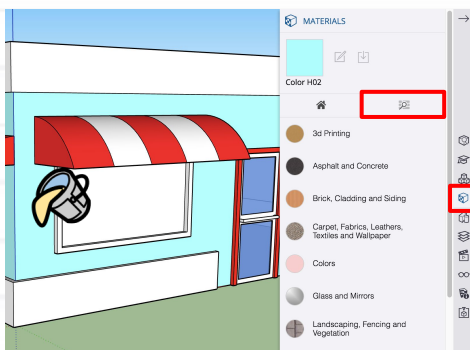 MATERIALS
Color H02
3d Printing
Asphalt and Concrete
Brick, Cladding and Siding
Carpet, Fabrics, Leathers,
Textiles and Wallpaper
Colors
Glass and Mirrors
Landscaping, Fencing and
Vegetation